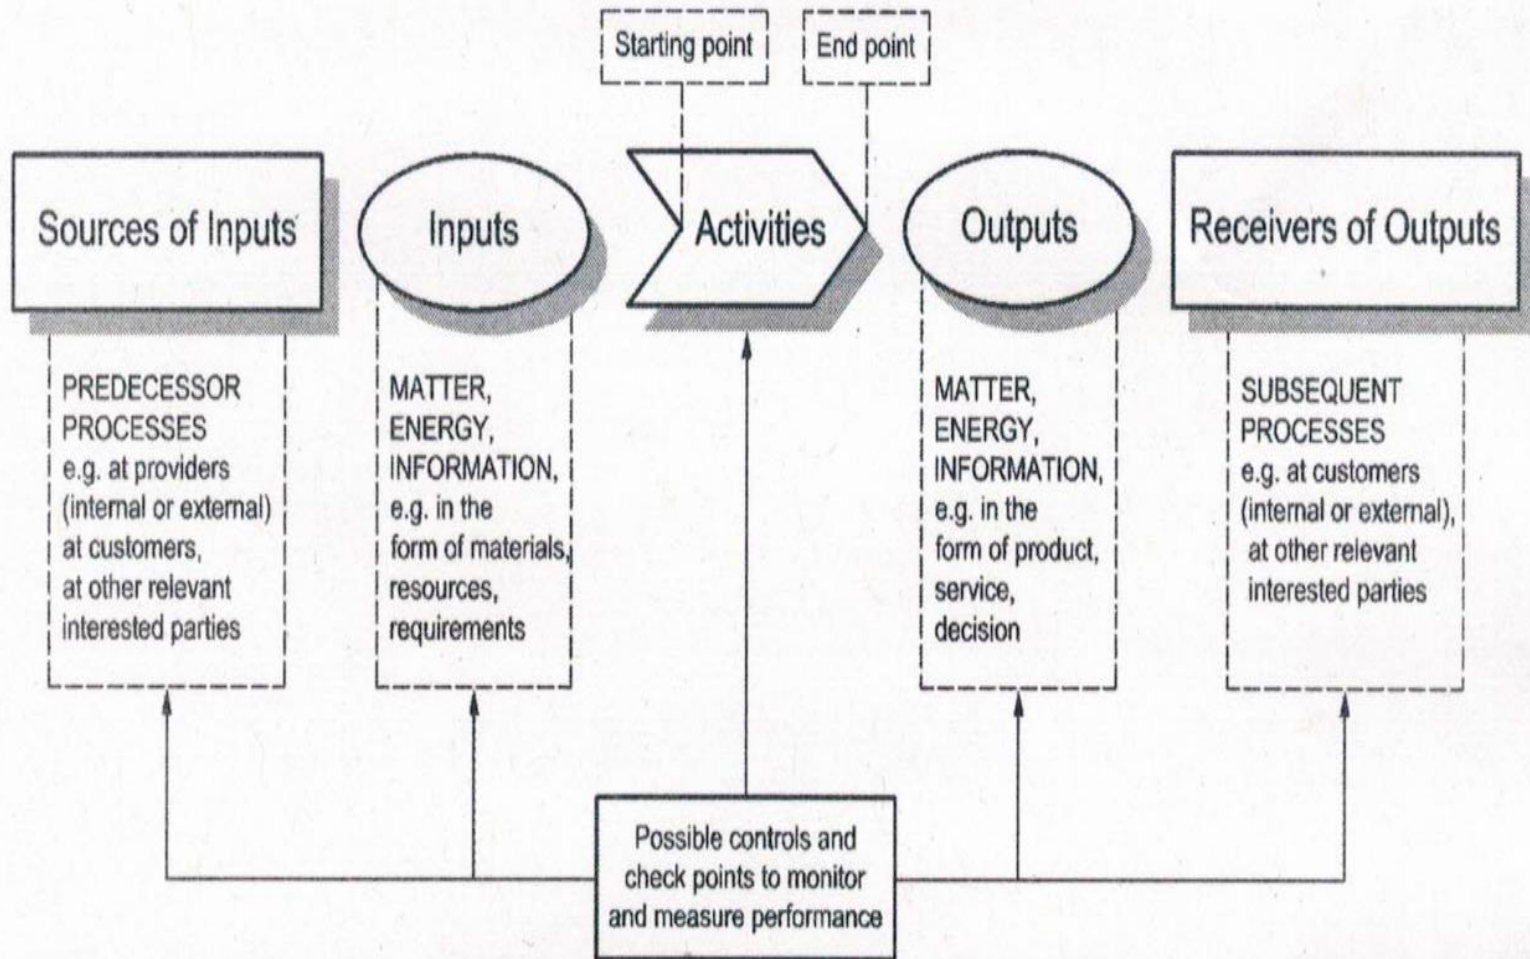 Starting point
End point
Sources of Inputs
Inputs
Activities
Outputs
Receivers of Outputs
PREDECESSOR
PROCESSES
e.g. at providers
(internal or external)
at customers,
at other relevant
interested parties
MATTER,
ENERGY,
INFORMATION,
e.g. in the
form of materials,
resources,
requirements
MATTER,
ENERGY,
INFORMATION,
e.g. in the
form of product,
service,
decision
SUBSEQUENT
PROCESSES
e.g. at customers
(internal or external),
at other relevant
interested parties
Possible controls and
check points to monitor
and measure performance